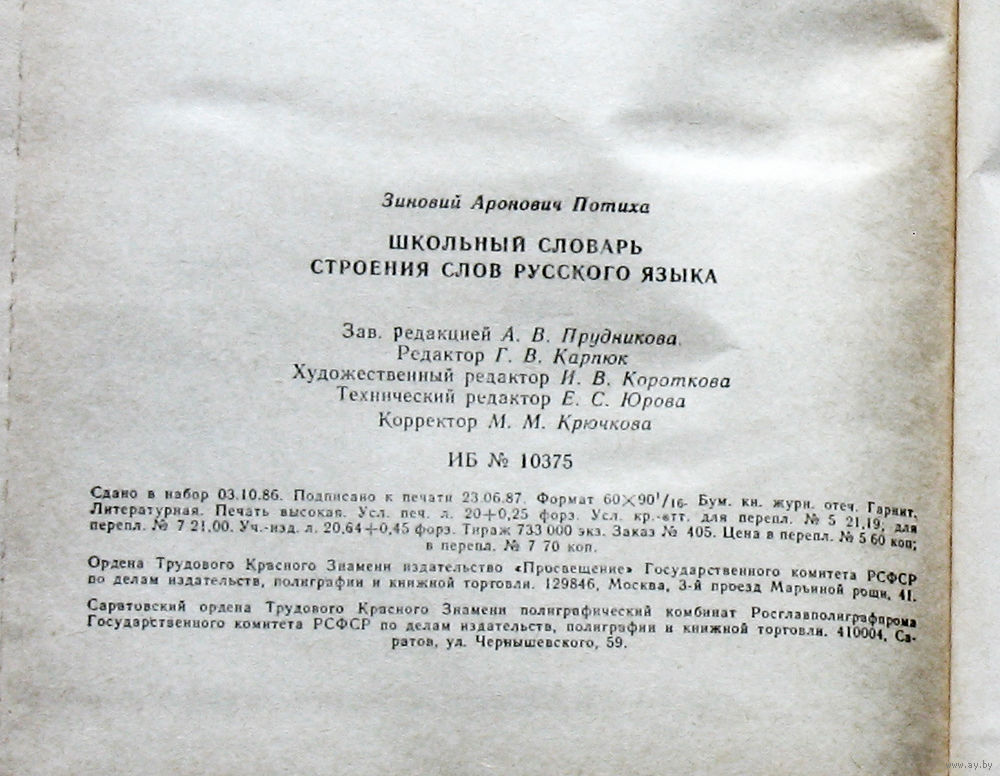 Зиновий Аронович Потиха
ШКОЛЬНЫЙ СЛОВАРЬ
СТРОЕНИЯ СЛОВ РУССКОГО ЯЗЫКА
Зав. редакцией А. В. Прудникова.
Редактор Г. В. Карпюк
Художественный редактор И. В. Короткова
Технический редактор Е. С. Юрова
Корректор М. М. Крючкова
ИБ № 10375
Сдано в набор 03.10.86. Подписано к печати 23.06.87. Формат 60×90¹/₁₆. Бум. кн. журн. отеч. Гарнит.
Литературная. Печать высокая. Усл. печ. л. 20+0,25 форз. Усл. кр.-отт. для перепл. № 5 21,19; для
перепл. № 7 21,00. Уч.-изд. л. 20,64+0,45 форз. Тираж 733 000 экз. Заказ № 405. Цена в перепл. № 5 60 коп;
в перепл. № 7 70 коп.
Ордена Трудового Красного Знамени издательство «Просвещение» Государственного комитета РСФСР
по делам издательств, полиграфии и книжной торговли. 129846, Москва, 3-й проезд Марьиной рощи, 41.
Саратовский ордена Трудового Красного Знамени полиграфический комбинат Росглавполиграфпрома
Государственного комитета РСФСР по делам издательств, полиграфии и книжной торговли. 410004, Са-
ратов, ул. Чернышевского, 59.
www.ay.by